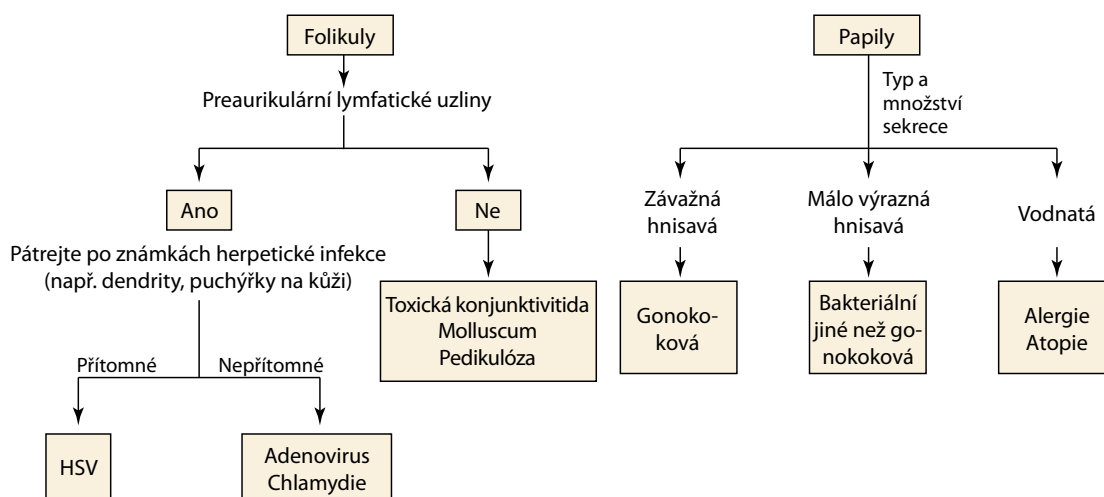 Folikuly
Preaurikulární lymfatické uzliny
Ano
Ne
Pátrejte po známkách herpetické infekce
(např. dendrity, puchýřky na kůži)
Toxická konjunktivitida
Molluscum
Pedikulóza
Přítomné
Nepřítomné
HSV
Adenovirus
Chlamydie
Papily
Typ a
množství
sekrece
Závažná
hnisavá
Málo výrazná
hnisavá
Vodnatá
Gonoko-
ková
Bakteriální
jiné než go-
nokoková
Alergie
Atopie